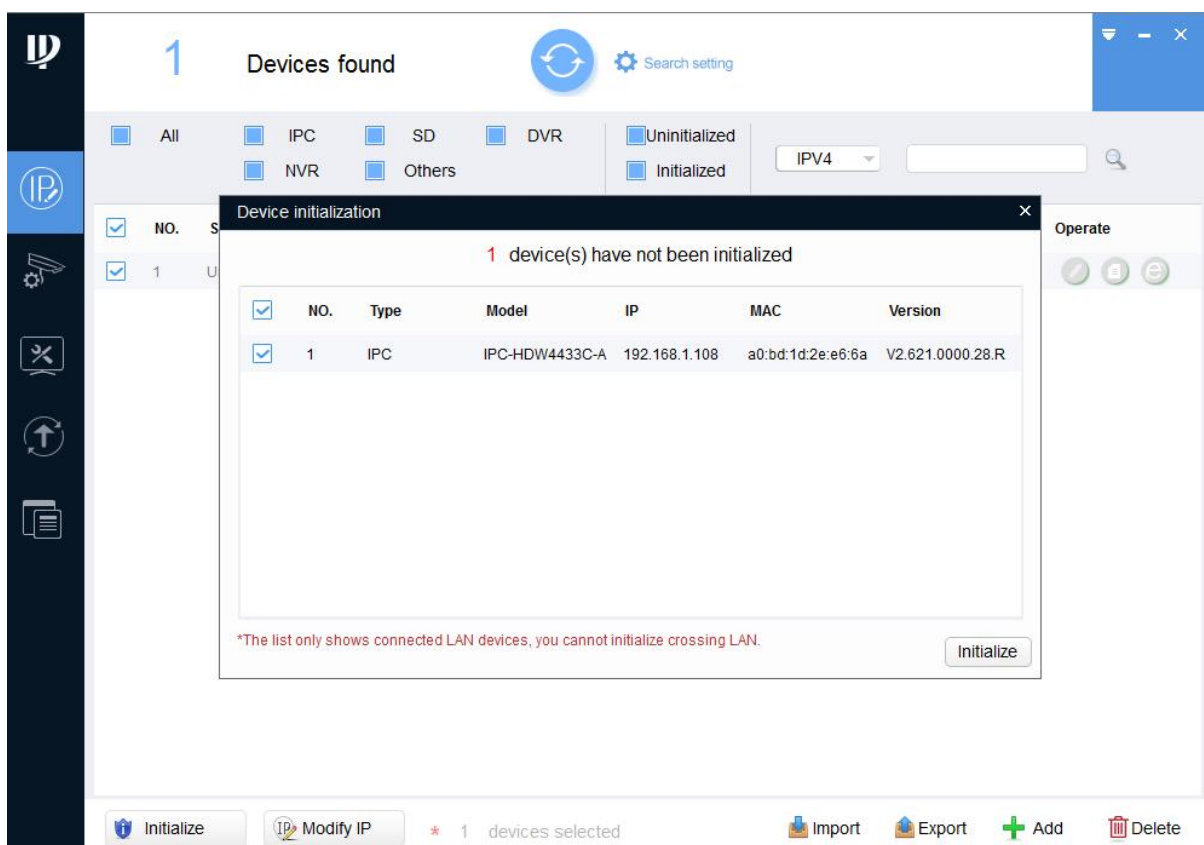 1 Devices found Search setting
All IPC SD DVR Uninitialized
NVR Others Initialized
IPV4
NO. Operate
1
Device initialization
1 device(s) have not been initialized
NO. Type Model IP MAC Version
1 IPC IPC-HDW4433C-A 192.168.1.108 a0:bd:1d:2e:e6:6a V2.621.0000.28.R
*The list only shows connected LAN devices, you cannot initialize crossing LAN.
Initialize
Initialize IP Modify IP * 1 devices selected Import Export Add Delete